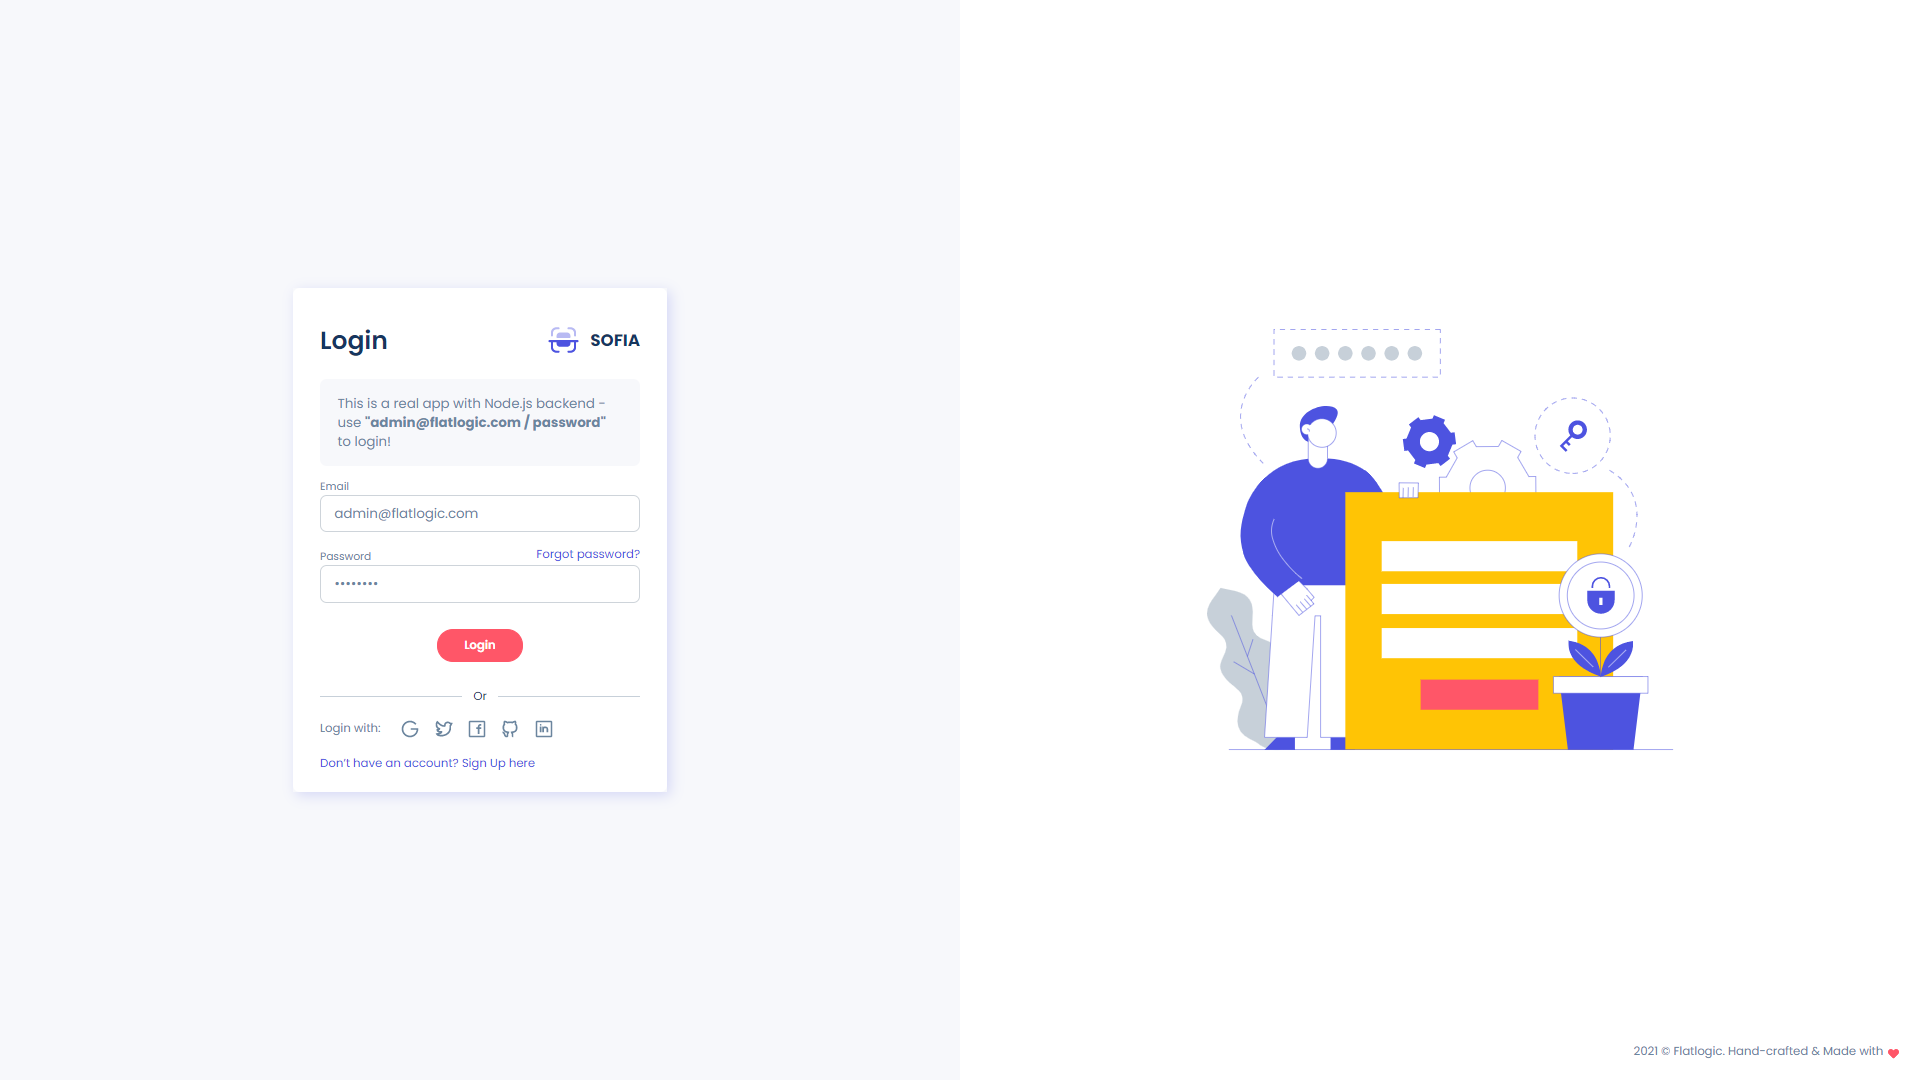 Login
SOFIA
This is a real app with Node.js backend -
use "admin@flatlogic.com / password"
to login!
Email
admin@flatlogic.com
Password
Forgot password?
••••••••
Login
Or
Login with:
Don't have an account? Sign Up here
2021 © Flatlogic. Hand-crafted & Made with